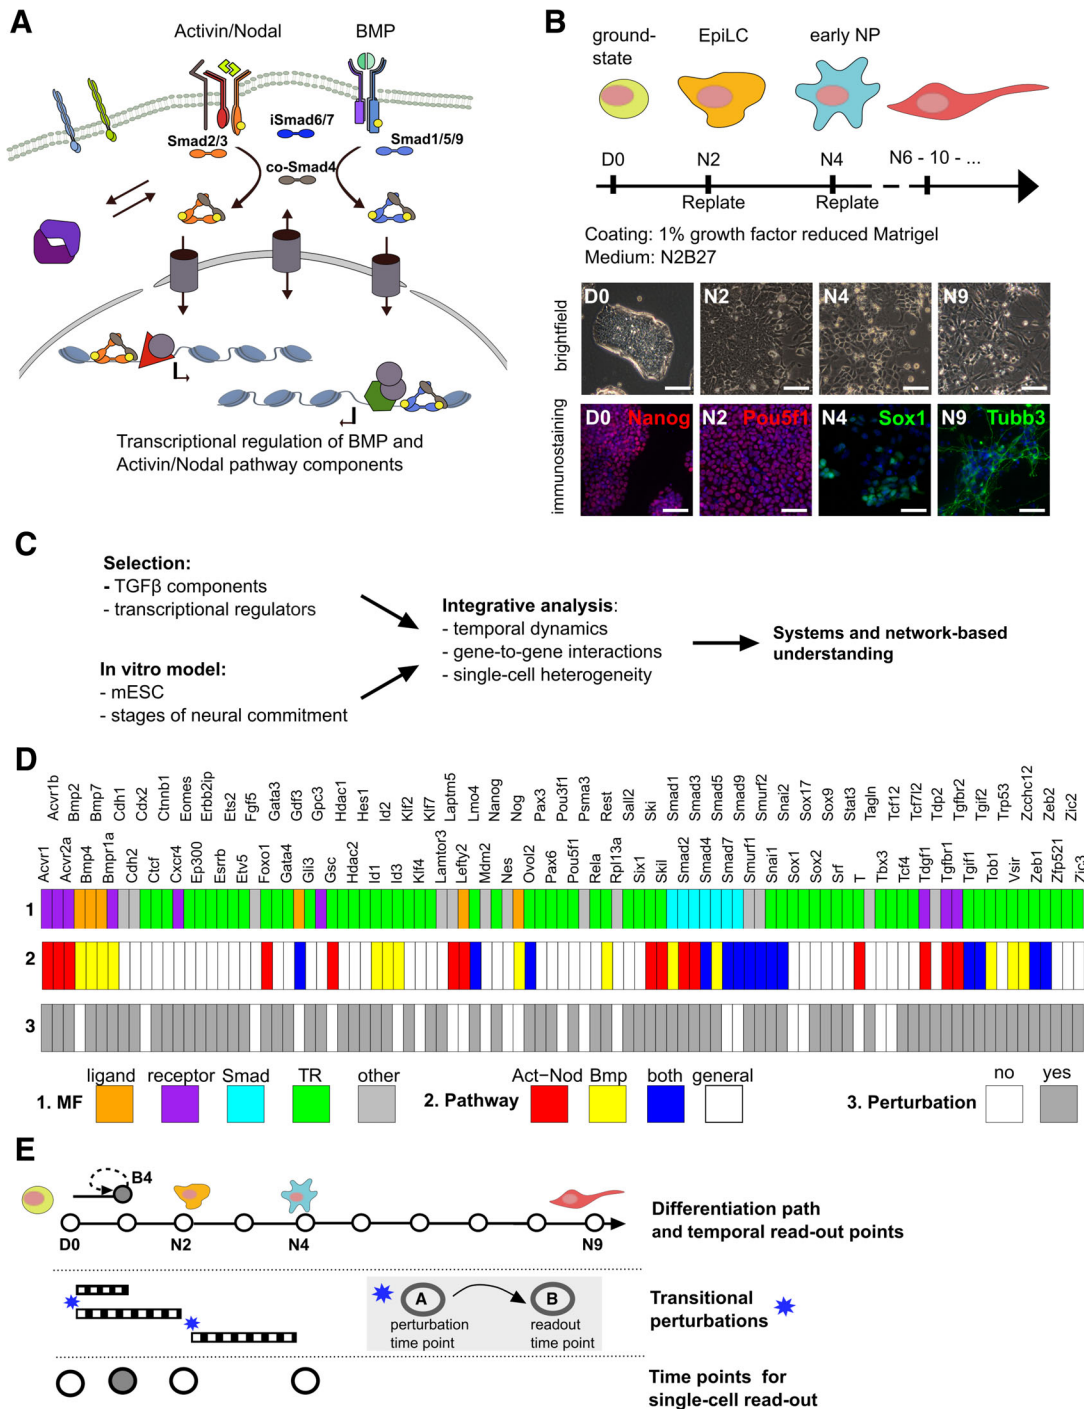 A
Activin/Nodal
BMP
iSmad6/7
Smad2/3
Smad1/5/9
co-Smad4
Transcriptional regulation of BMP and
Activin/Nodal pathway components
B
ground-
state
EpiLC
early NP
D0
N2
N4
N6 - 10 - ...
Replate
Replate
Coating: 1% growth factor reduced Matrigel
Medium: N2B27
brightfield
D0
N2
N4
N9
immunostaining
D0 Nanog
N2 Pou5f1
N4 Sox1
N9 Tubb3
C
Selection:
- TGFβ components
- transcriptional regulators
In vitro model:
- mESC
- stages of neural commitment
Integrative analysis:
- temporal dynamics
- gene-to-gene interactions
- single-cell heterogeneity
Systems and network-based
understanding
D
Acvr1b Bmp2 Bmp7 Cdh1 Cdx2 Ctnnb1 Eomes Erbb2ip Ets2 Fgf5 Gata3 Gdf3 Gpc3 Hdac1 Hes1 Id2 Klf2 Klf7 Laptm5 Lmo4 Nanog Nog Pax3 Pou3f1 Psma3 Rest Sall2 Ski Smad1 Smad3 Smad5 Smad9 Smurf2 Snai2 Sox17 Sox9 Stat3 Tagln Tcf12 Tcf7l2 Tdp2 Tgfbr2 Tgif2 Trp53 Zcchc12 Zeb2 Zic2
Acvr1 Acvr2a Bmp4 Bmpr1a Cdh2 Ctcf Cxcr4 Ep300 Esrrb Etv5 Foxo1 Gata4 Gli3 Gsc Hdac2 Id1 Id3 Klf4 Lamtor3 Lefty2 Mdm2 Nes Ovol2 Pax6 Pou5f1 Rela Rpl13a Six1 Skil Smad2 Smad4 Smad7 Smurf1 Snai1 Sox1 Sox2 Srf T Tbx3 Tcf4 Tdgf1 Tgfbr1 Tgif1 Tob1 Vsir Zeb1 Zfp521 Zic3
1
2
3
ligand receptor Smad TR other
1. MF
Act−Nod Bmp both general
2. Pathway
no yes
3. Perturbation
E
B4
D0
N2
N4
N9
Differentiation path
and temporal read-out points
A
B
perturbation
time point
readout
time point
Transitional
perturbations
Time points for
single-cell read-out